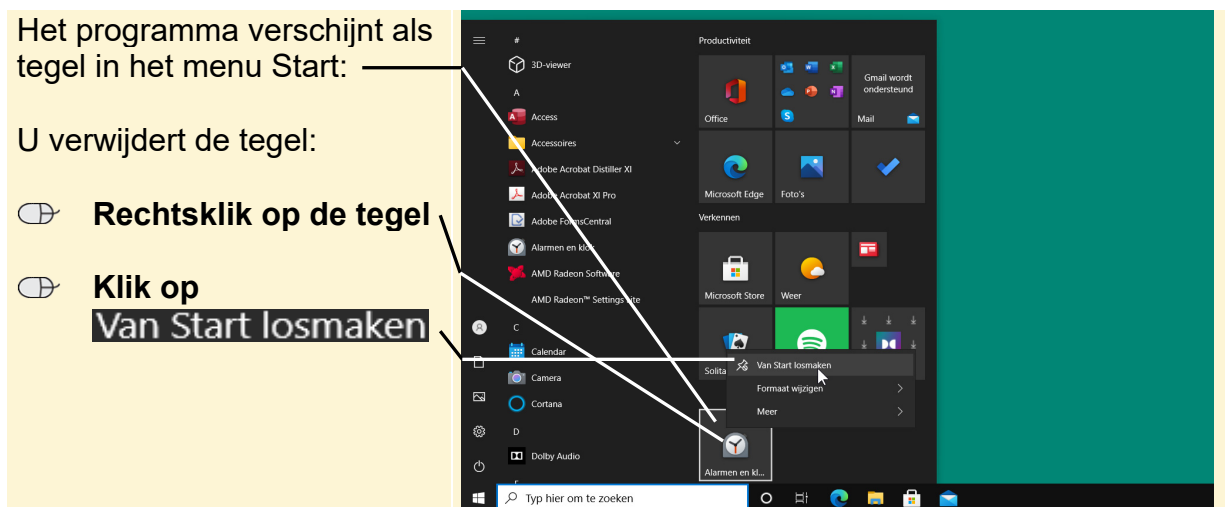 Het programma verschijnt als
tegel in het menu Start:
U verwijdert de tegel:
Rechtsklik op de tegel
Klik op
Van Start losmaken
#
3D-viewer
A
Access
Accessoires
Adobe Acrobat Distiller XI
Adobe Acrobat XI Pro
Adobe FormsCentral
Alarmen en klok
AMD Radeon Software
AMD Radeon™ Settings Lite
C
Calendar
Camera
Cortana
D
Dolby Audio
Productiviteit
Office
Gmail wordt
ondersteund
Mail
Microsoft Edge
Foto's
Verkennen
Microsoft Store
Weer
Solita
Van Start losmaken
Formaat wijzigen
Meer
Alarmen en kl...
Typ hier om te zoeken